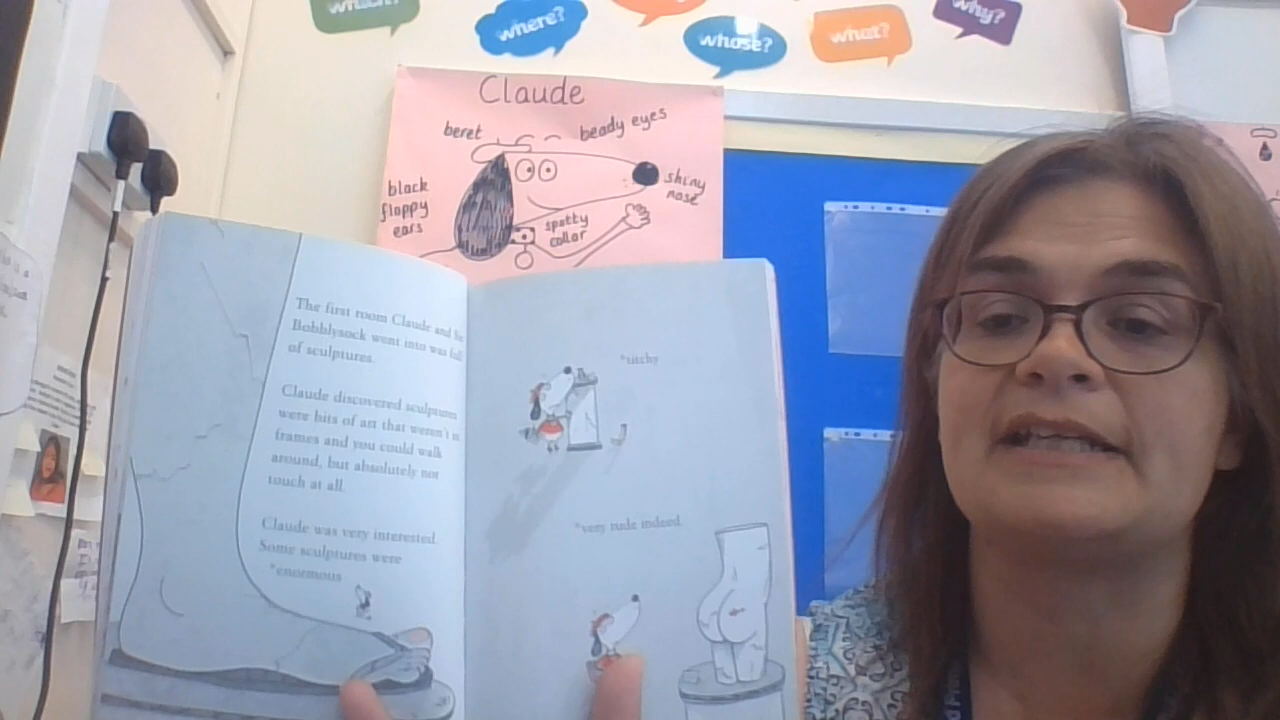 which?
where?
whose?
what?
why?
Claude
beret
beady eyes
black
floppy
ears
shiny
nose
spotty
collar
The first room Claude and Sir
Bobblysock went into was full
of sculptures.
Claude discovered sculptures
were bits of art that weren't in
frames and you could walk
around, but absolutely not
touch at all.
Claude was very interested.
Some sculptures were
*enormous
*titchy
*very rude indeed.